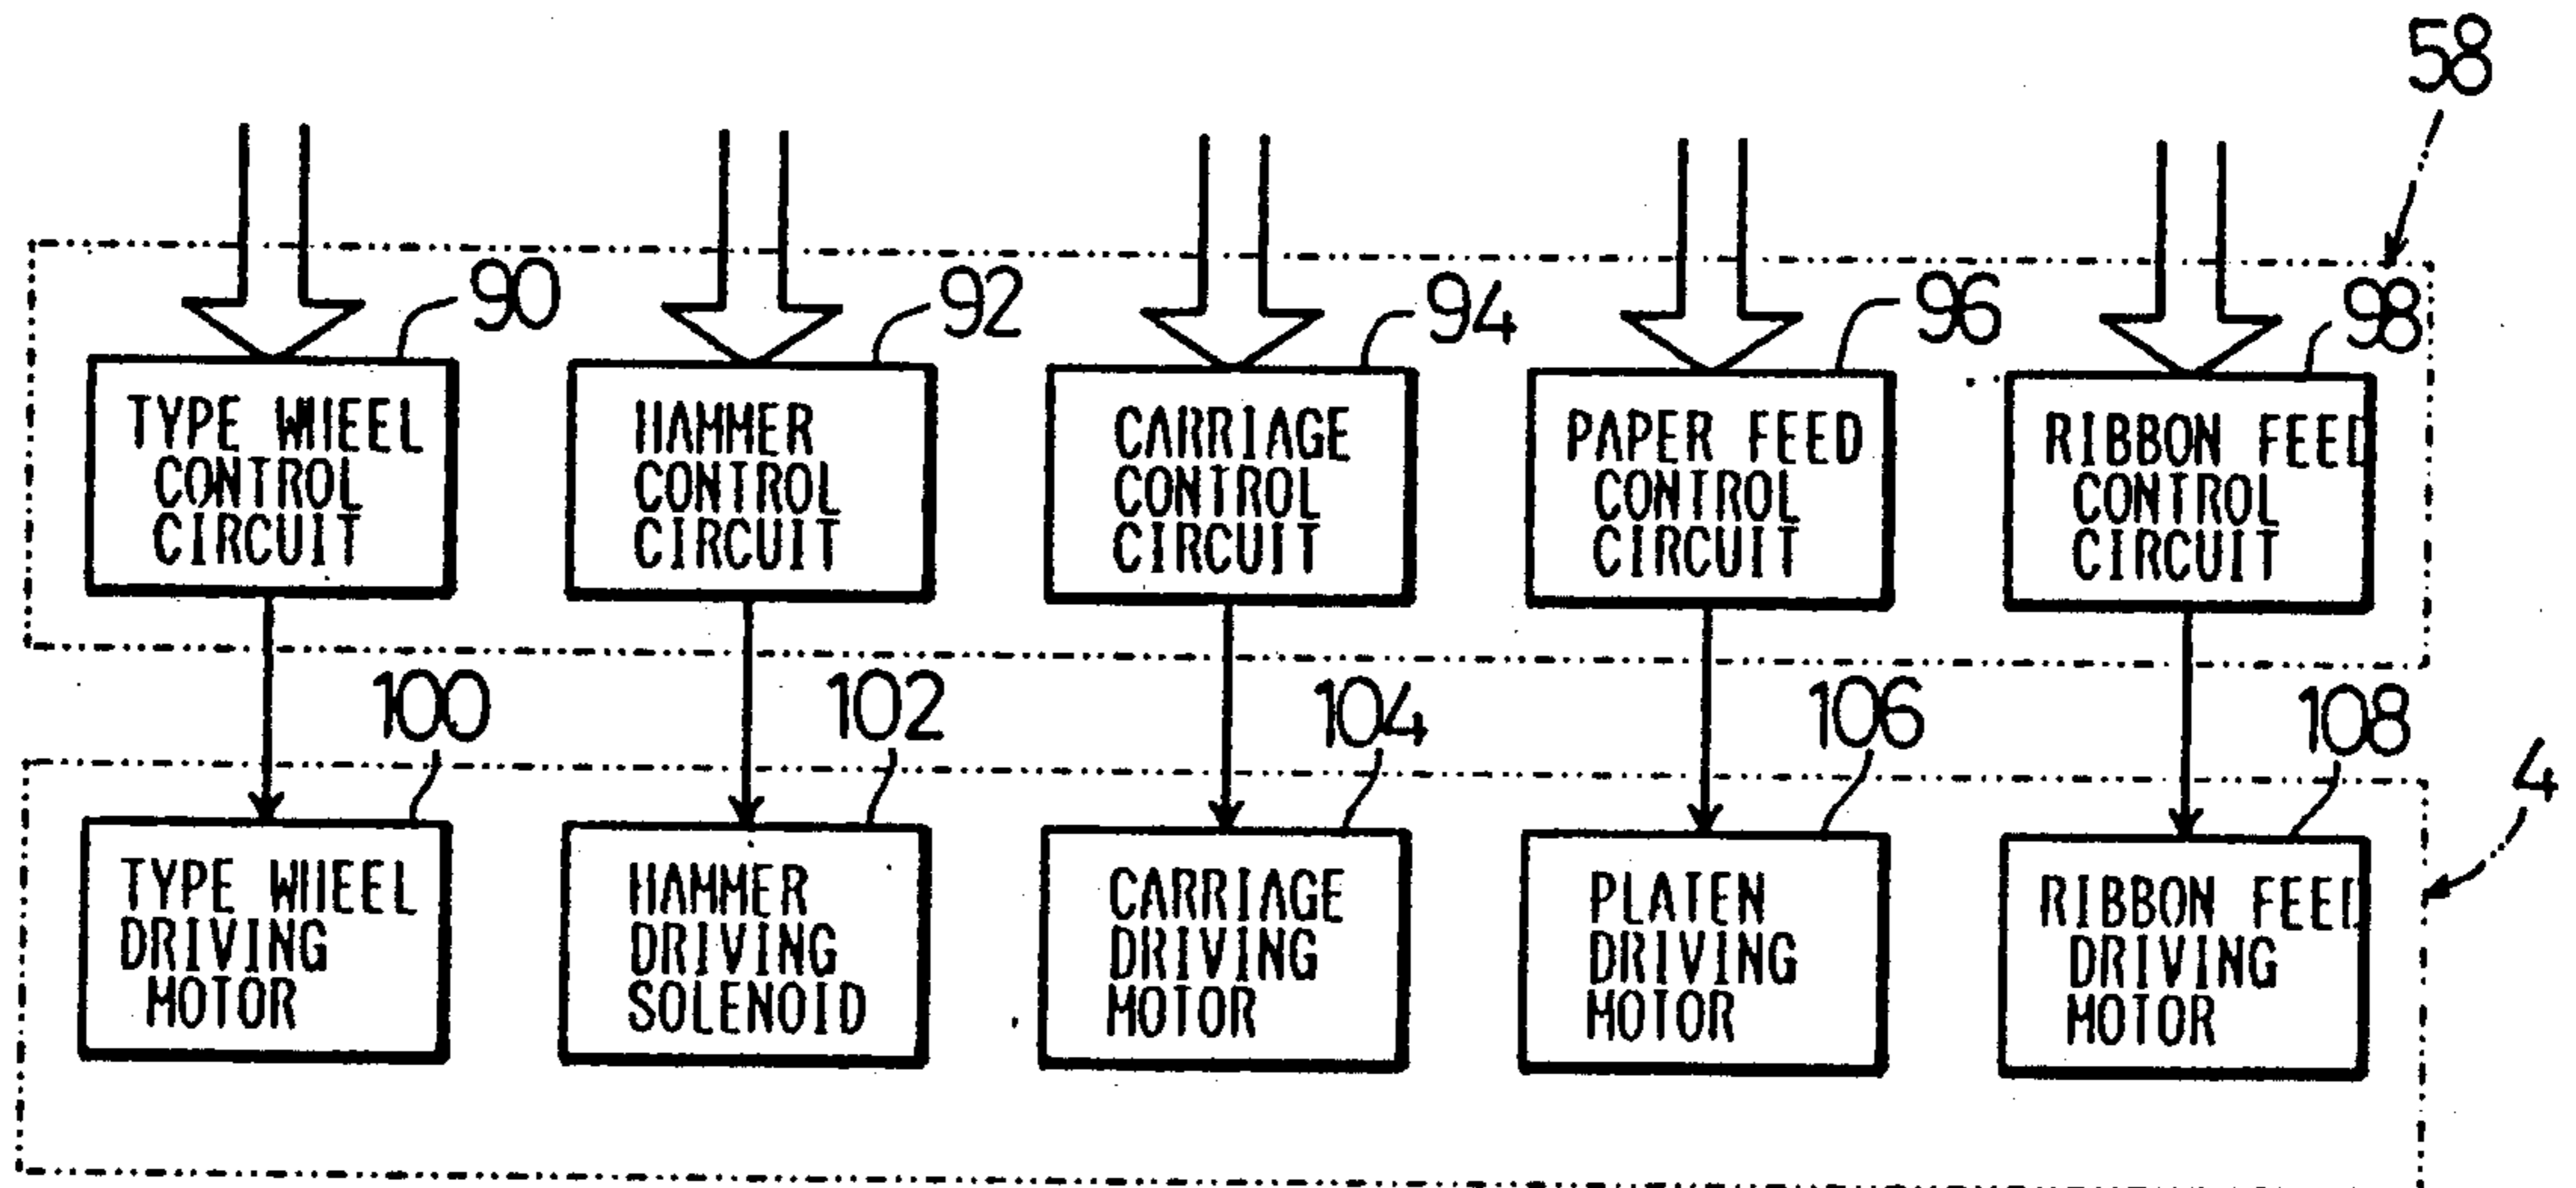 58
90
92
94
96
98
TYPE WHEEL
CONTROL
CIRCUIT
HAMMER
CONTROL
CIRCUIT
CARRIAGE
CONTROL
CIRCUIT
PAPER FEED
CONTROL
CIRCUIT
RIBBON FEED
CONTROL
CIRCUIT
100
102
104
106
108
4
TYPE WHEEL
DRIVING
MOTOR
HAMMER
DRIVING
SOLENOID
CARRIAGE
DRIVING
MOTOR
PLATEN
DRIVING
MOTOR
RIBBON FEED
DRIVING
MOTOR